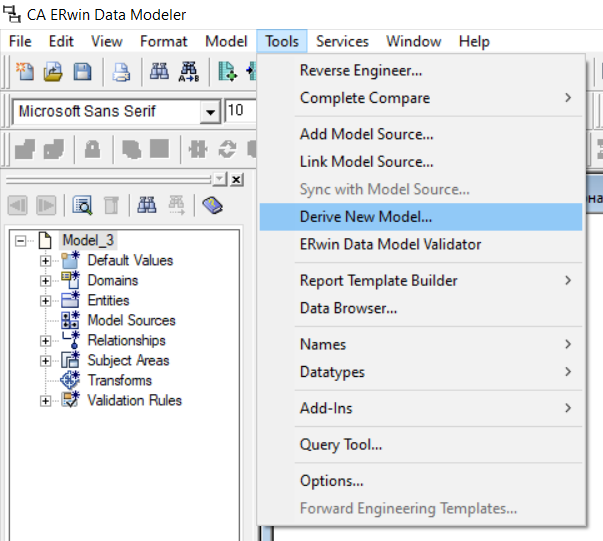 CA ERwin Data Modeler
File Edit View Format Model Tools Services Window Help
Microsoft Sans Serif 10
Reverse Engineer...
Complete Compare
Add Model Source...
Link Model Source...
Sync with Model Source...
Derive New Model...
ERwin Data Model Validator
Report Template Builder
Data Browser...
Names
Datatypes
Add-Ins
Query Tool...
Options...
Forward Engineering Templates...
Model_3
Default Values
Domains
Entities
Model Sources
Relationships
Subject Areas
Transforms
Validation Rules